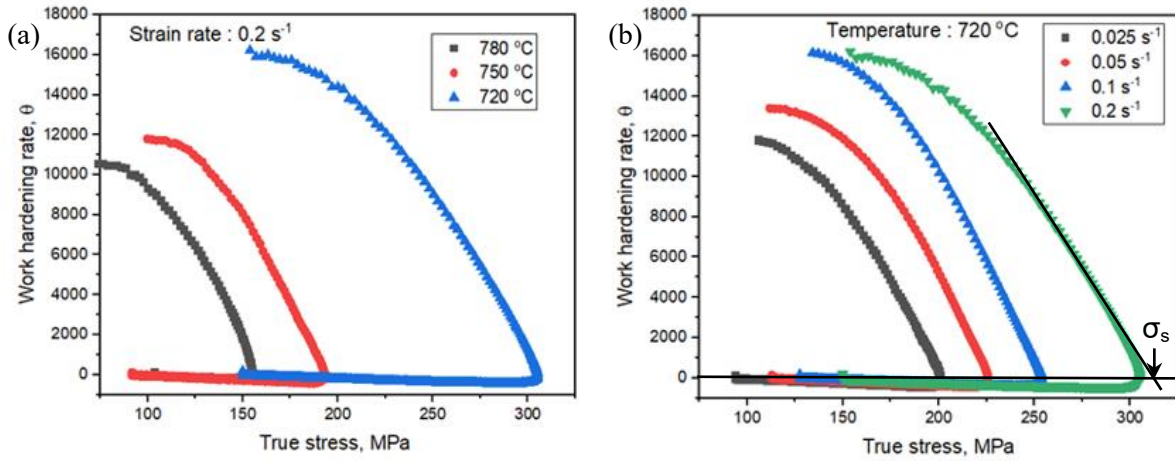 (a)
Strain rate : 0.2 s⁻¹
780 °C
750 °C
720 °C
Work hardening rate, θ
18000
16000
14000
12000
10000
8000
6000
4000
2000
0
100
150
200
250
300
True stress, MPa
(b)
Temperature : 720 °C
0.025 s⁻¹
0.05 s⁻¹
0.1 s⁻¹
0.2 s⁻¹
Work hardening rate, θ
18000
16000
14000
12000
10000
8000
6000
4000
2000
0
σₛ
100
150
200
250
300
True stress, MPa